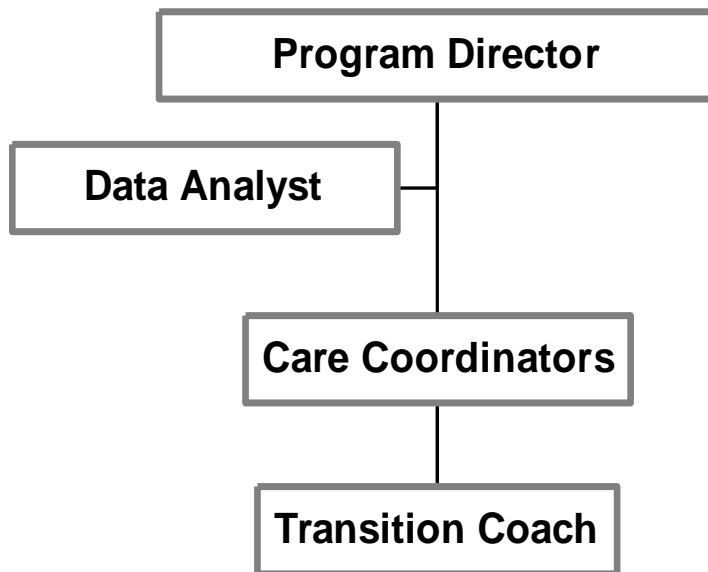 Program Director
Data Analyst
Care Coordinators
Transition Coach